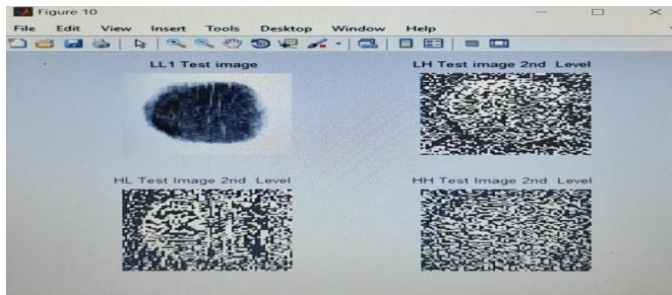 Figure 10
File Edit View Insert Tools Desktop Window Help
LL1 Test image
LH Test image 2nd Level
HL Test Image 2nd Level
HH Test Image 2nd Level